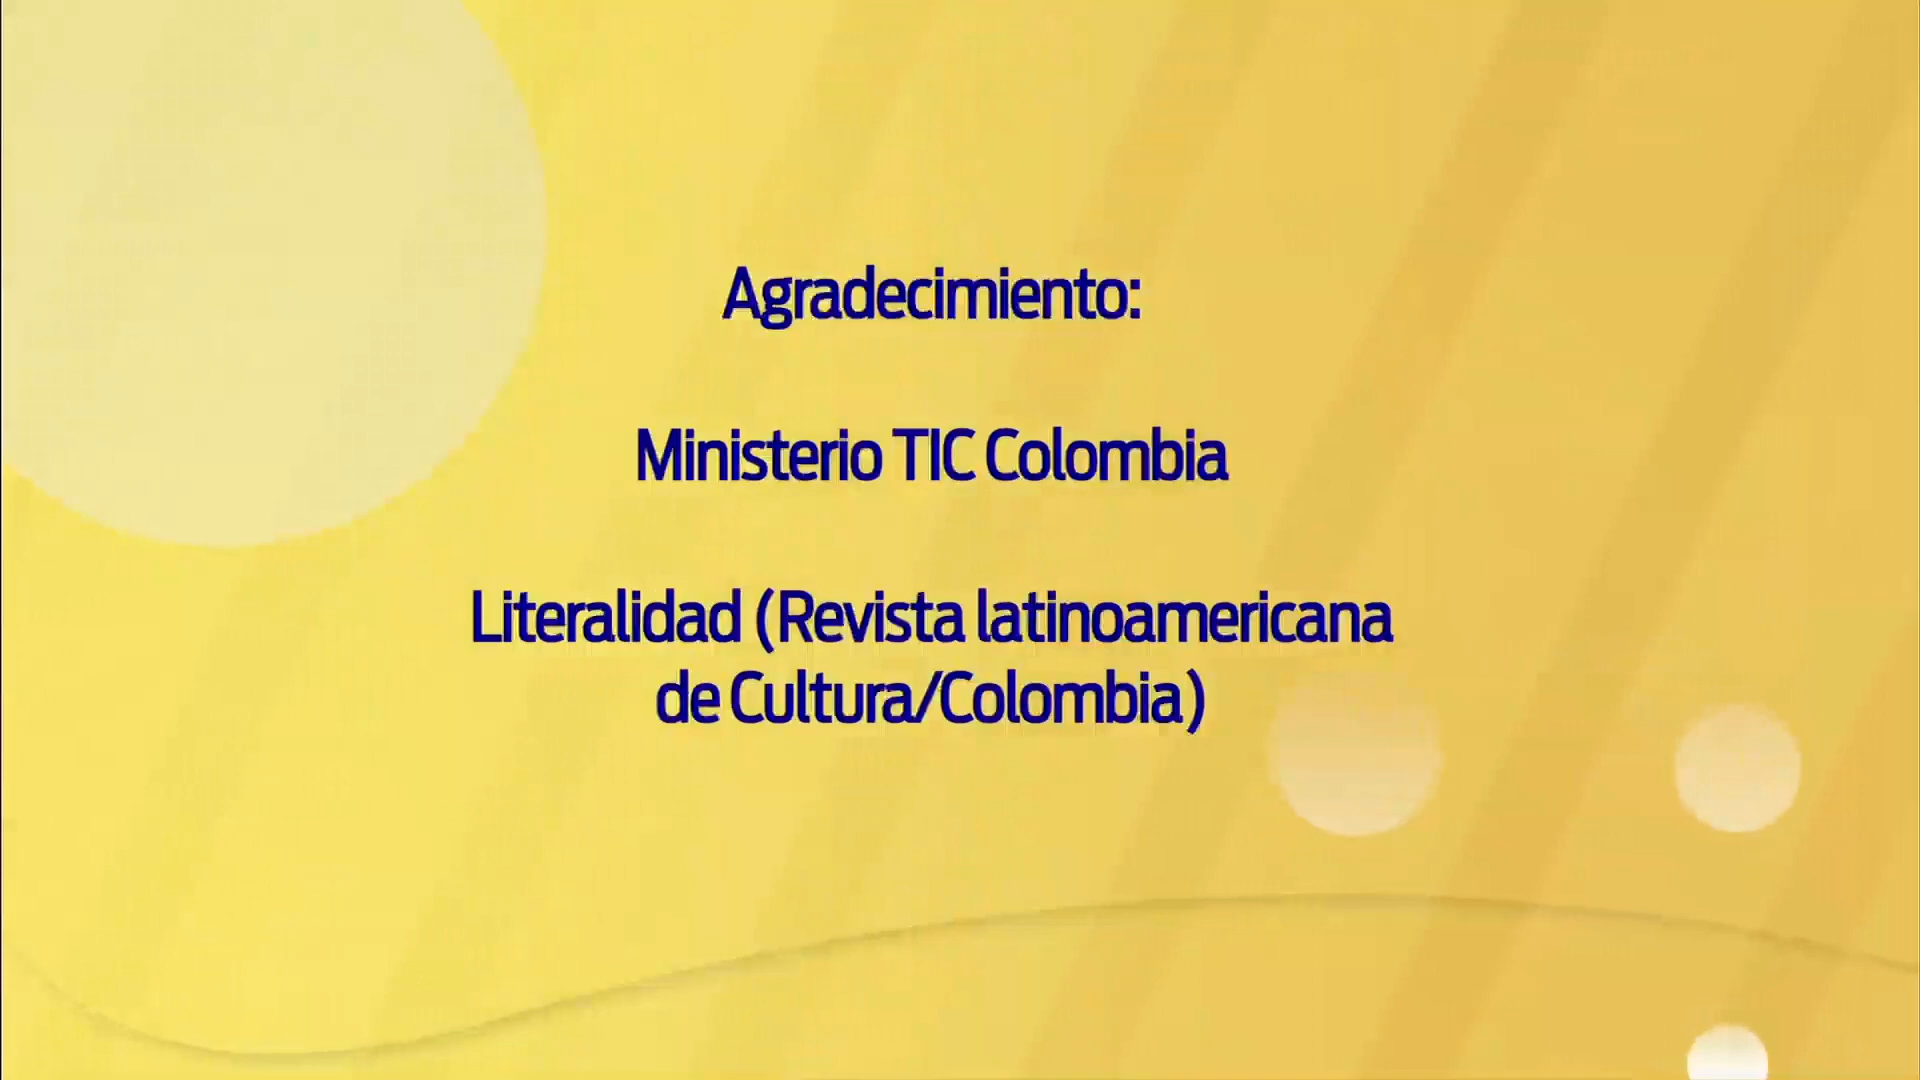 Agradecimiento:
Ministerio TIC Colombia
Literalidad (Revista latinoamericana
de Cultura/Colombia)